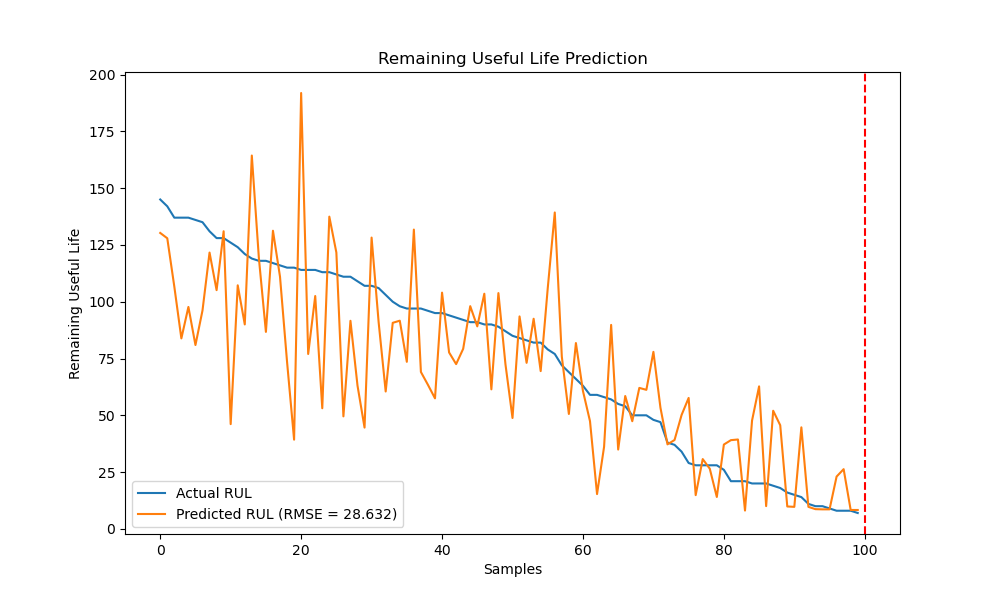 Remaining Useful Life Prediction
200
175
150
125
100
75
50
25
0
Remaining Useful Life
Actual RUL
Predicted RUL (RMSE = 28.632)
0 20 40 60 80 100
Samples